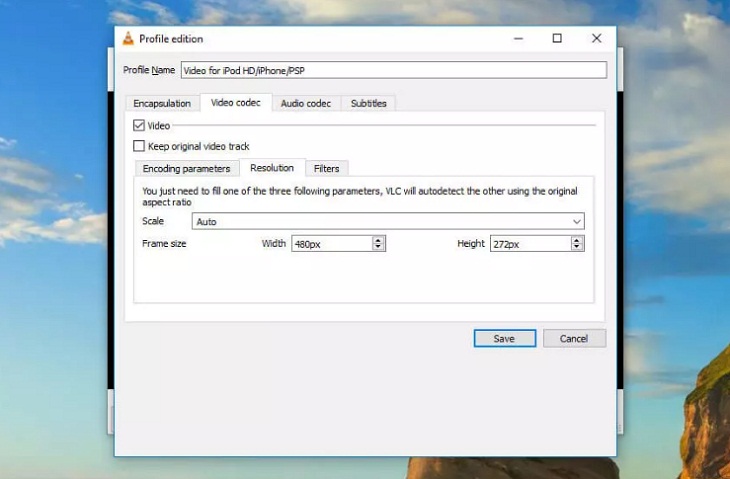 Profile edition
Profile Name Video for iPod HD/iPhone/PSP
Encapsulation Video codec Audio codec Subtitles
Video
Keep original video track
Encoding parameters Resolution Filters
You just need to fill one of the three following parameters, VLC will autodetect the other using the original
aspect ratio
Scale Auto
Frame size Width 480px Height 272px
Save Cancel